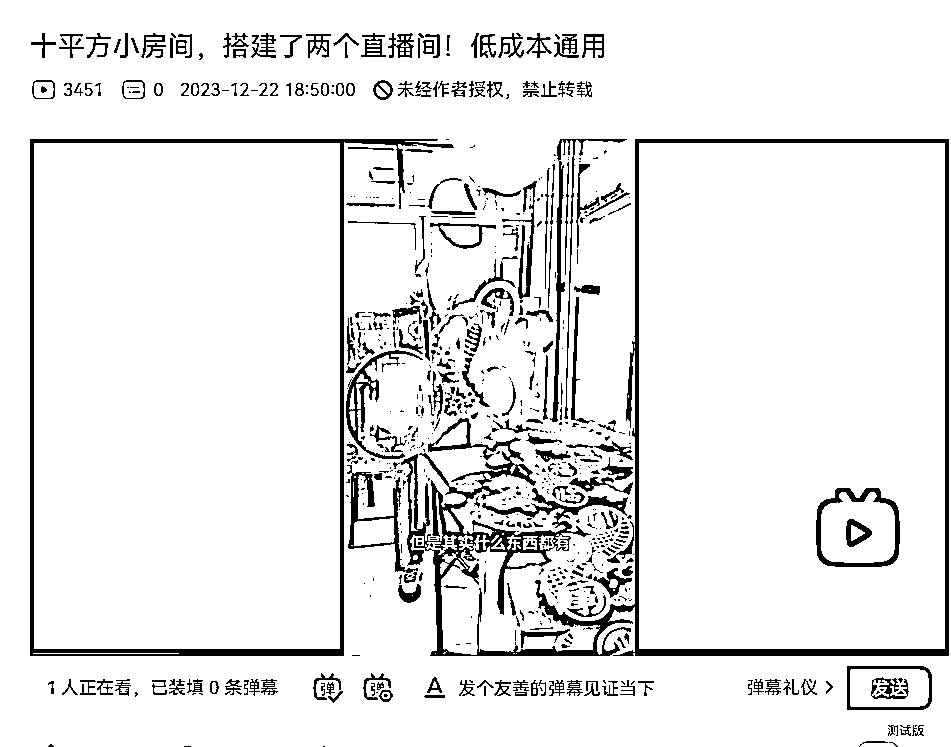 十平方小房间，搭建了两个直播间！低成本通用
3451 0 2023-12-22 18:50:00 未经作者授权，禁止转载
但是其实什么东西都有
1 人正在看，已装填 0 条弹幕 弹 弹 A 发个友善的弹幕见证当下 弹幕礼仪 > 发送
测试版